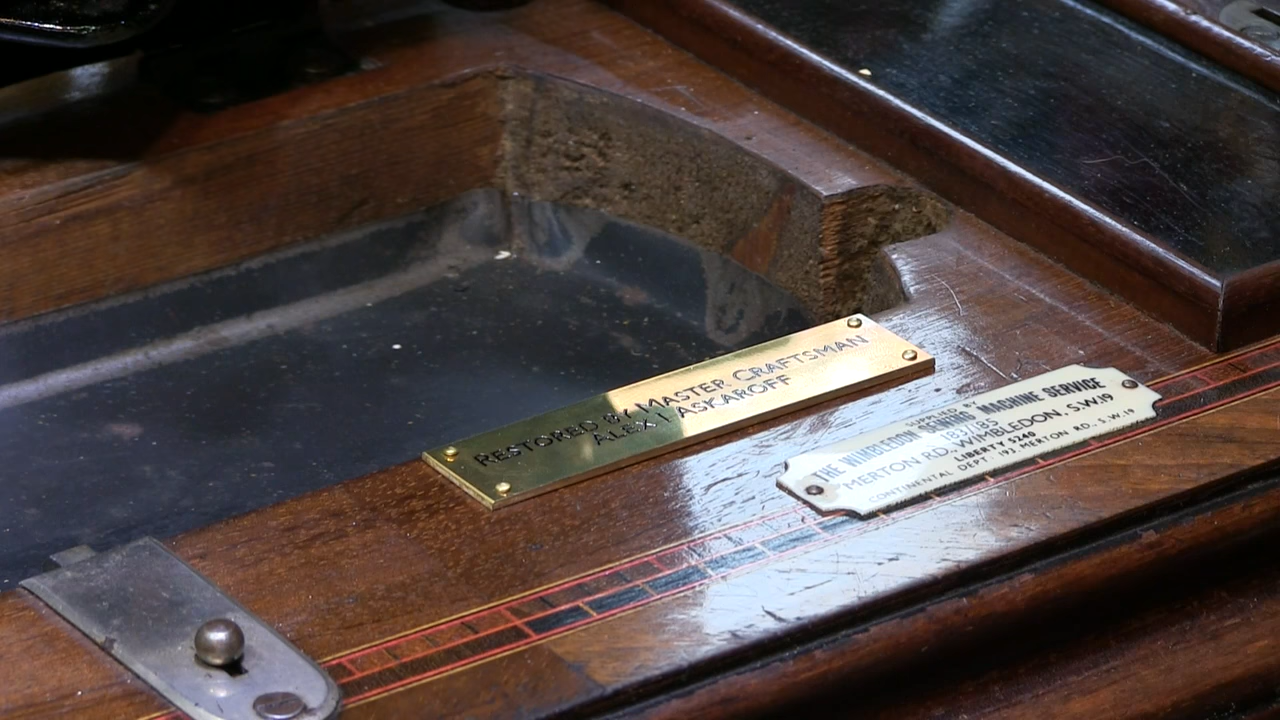 RESTORED BY MASTER CRAFTSMAN
ALEX I ASKAROFF
SUPPLIED BY
THE WIMBLEDON SEWING MACHINE SERVICE
183/185
MERTON RD., WIMBLEDON, S.W.19
LIBERTY 5240
CONTINENTAL DEPT 193, MERTON RD., S.W.19